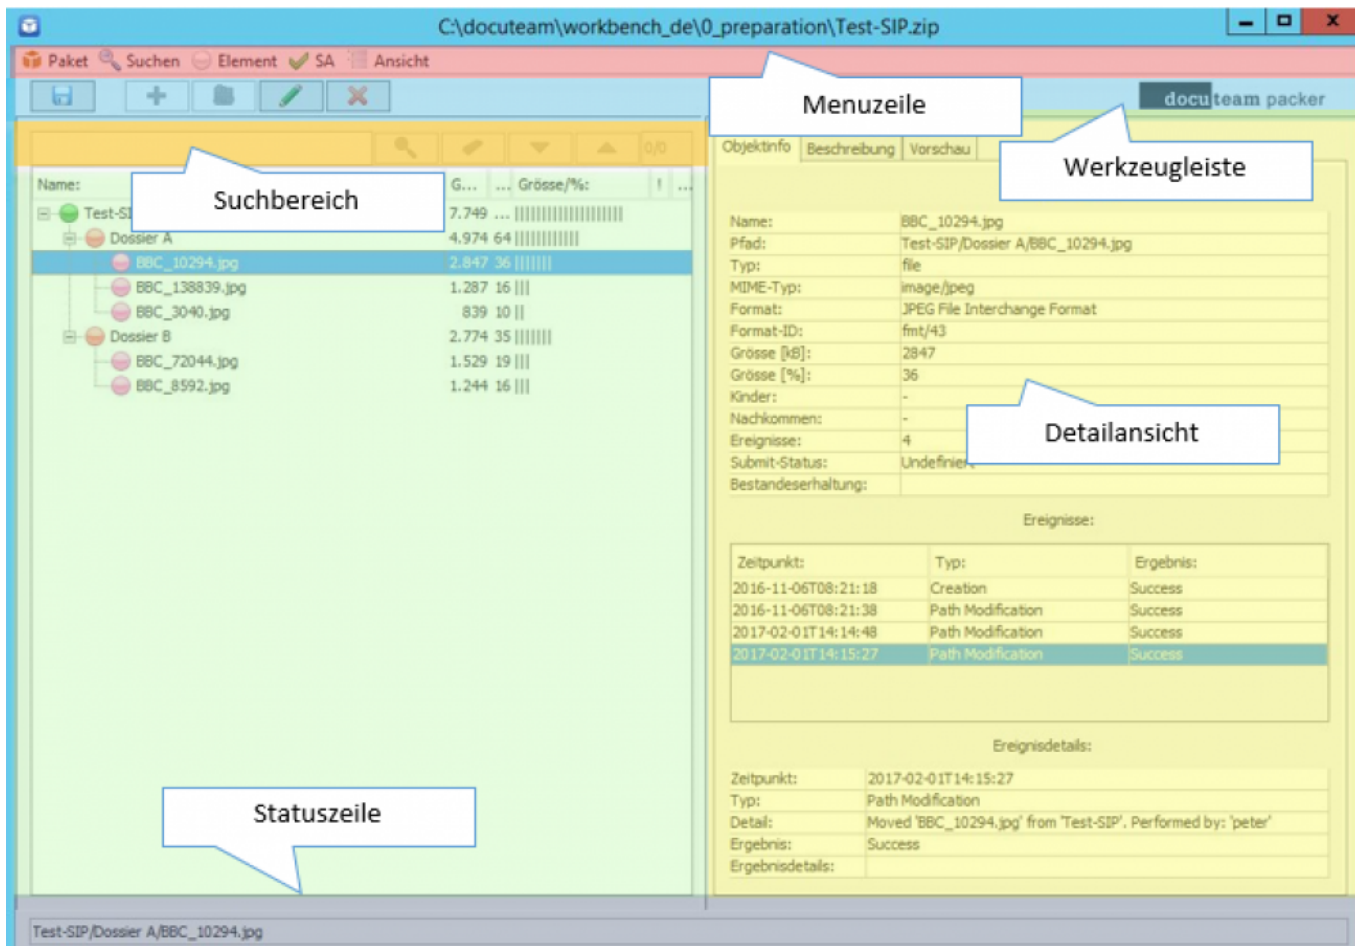 C:\docuteam\workbench_de\0_preparation\Test-SIP.zip
Paket Suchen Element SA Ansicht
Menuzeile
docuteam packer
Werkzeugleiste
0/0
Suchbereich
Name: G... ... Grösse/%: ! ...
Test-SI 7.749 ...
Dossier A 4.974 64
BBC_10294.jpg 2.847 36
BBC_138839.jpg 1.287 16
BBC_3040.jpg 839 10
Dossier B 2.774 35
BBC_72044.jpg 1.529 19
BBC_8592.jpg 1.244 16
Statuszeile
Objektinfo Beschreibung Vorschau
Name: BBC_10294.jpg
Pfad: Test-SIP/Dossier A/BBC_10294.jpg
Typ: file
MIME-Typ: image/jpeg
Format: JPEG File Interchange Format
Format-ID: fmt/43
Grösse [kB]: 2847
Grösse [%]: 36
Kinder: -
Nachkommen: -
Detailansicht
Ereignisse: 4
Submit-Status: Undefiniert
Bestandeserhaltung:
Ereignisse:
Zeitpunkt: Typ: Ergebnis:
2016-11-06T08:21:18 Creation Success
2016-11-06T08:21:38 Path Modification Success
2017-02-01T14:14:48 Path Modification Success
2017-02-01T14:15:27 Path Modification Success
Ereignisdetails:
Zeitpunkt: 2017-02-01T14:15:27
Typ: Path Modification
Detail: Moved 'BBC_10294.jpg' from 'Test-SIP'. Performed by: 'peter'
Ergebnis: Success
Ergebnisdetails:
Test-SIP/Dossier A/BBC_10294.jpg